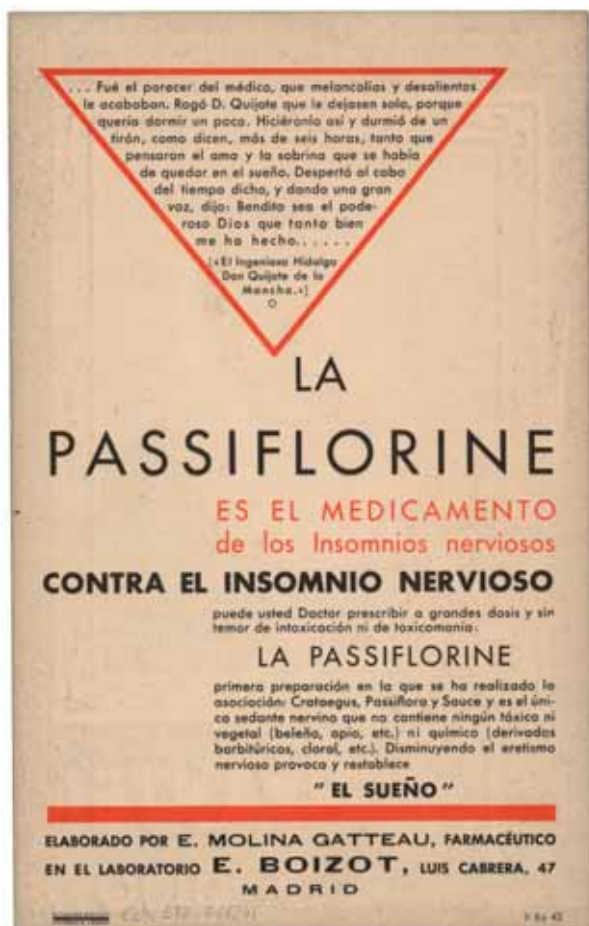 ... Fué el parecer del médico, que melancolías y desalientos
le acababan. Rogó D. Quijote que le dejasen solo, porque
quería dormir un poco. Hiciéronlo así y durmió de un
tirón, como dicen, más de seis horas, tanto que
pensaron el ama y la sobrina que se había
de quedar en el sueño. Despertó al cabo
del tiempo dicho, y dando una gran
voz, dijo: Bendito sea el pode-
roso Dios que tanto bien
me ha hecho......
(«El Ingenioso Hidalgo
Don Quijote de la
Mancha.»)
LA
PASSIFLORINE
ES EL MEDICAMENTO
de los Insomnios nerviosos
CONTRA EL INSOMNIO NERVIOSO
puede usted Doctor prescribir a grandes dosis y sin
temor de intoxicación ni de toxicomanía:
LA PASSIFLORINE
primera preparación en la que se ha realizado la
asociación: Crataegus, Passiflora y Sauce y es el úni-
co sedante nervino que no contiene ningún tóxico ni
vegetal (beleño, opio, etc.) ni químico (derivados
barbitúricos, cloral, etc.). Disminuyendo el eretismo
nervioso provoca y restablece
"EL SUEÑO"
ELABORADO POR E. MOLINA GATTEAU, FARMACÉUTICO
EN EL LABORATORIO E. BOIZOT, LUIS CABRERA, 47
MADRID